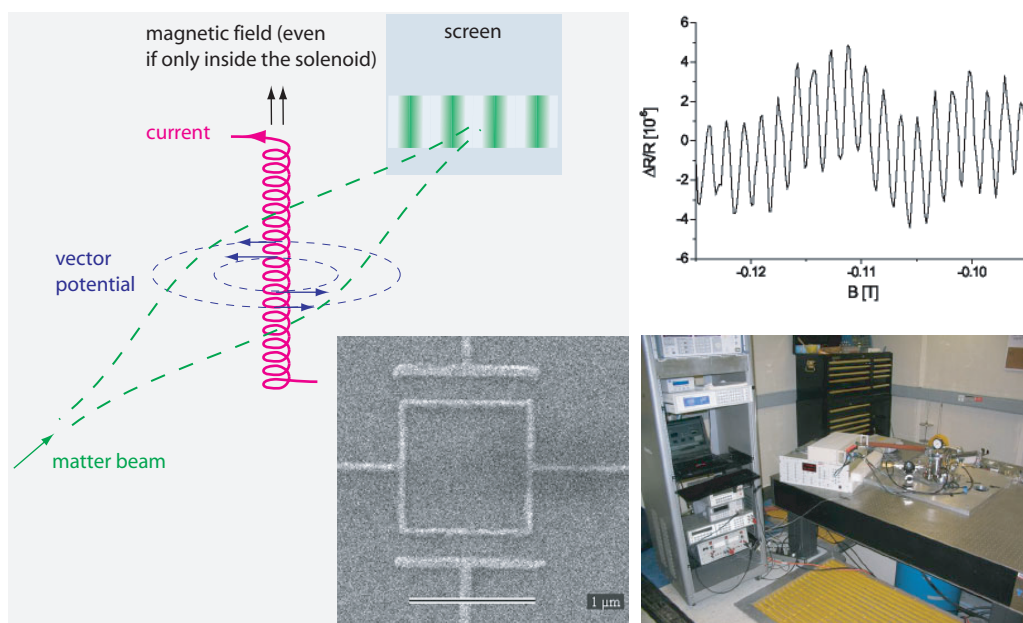 magnetic field (even
if only inside the solenoid)
screen
current
vector
potential
matter beam
1 µm
6
4
2
0
-2
-4
-6
ΔR/R [10⁻⁶]
-0.12
-0.11
-0.10
B [T]